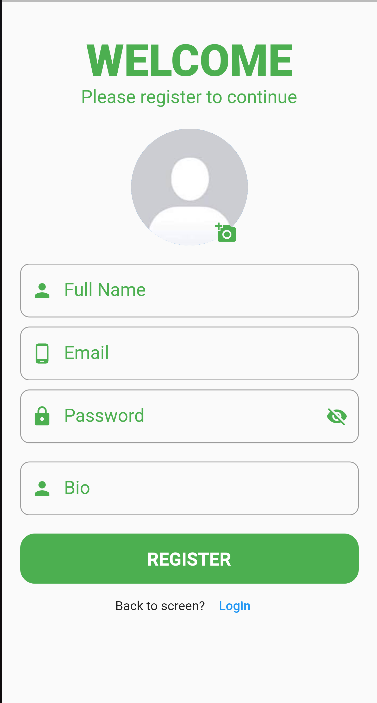 WELCOME
Please register to continue
Full Name
Email
Password
Bio
REGISTER
Back to screen? Login